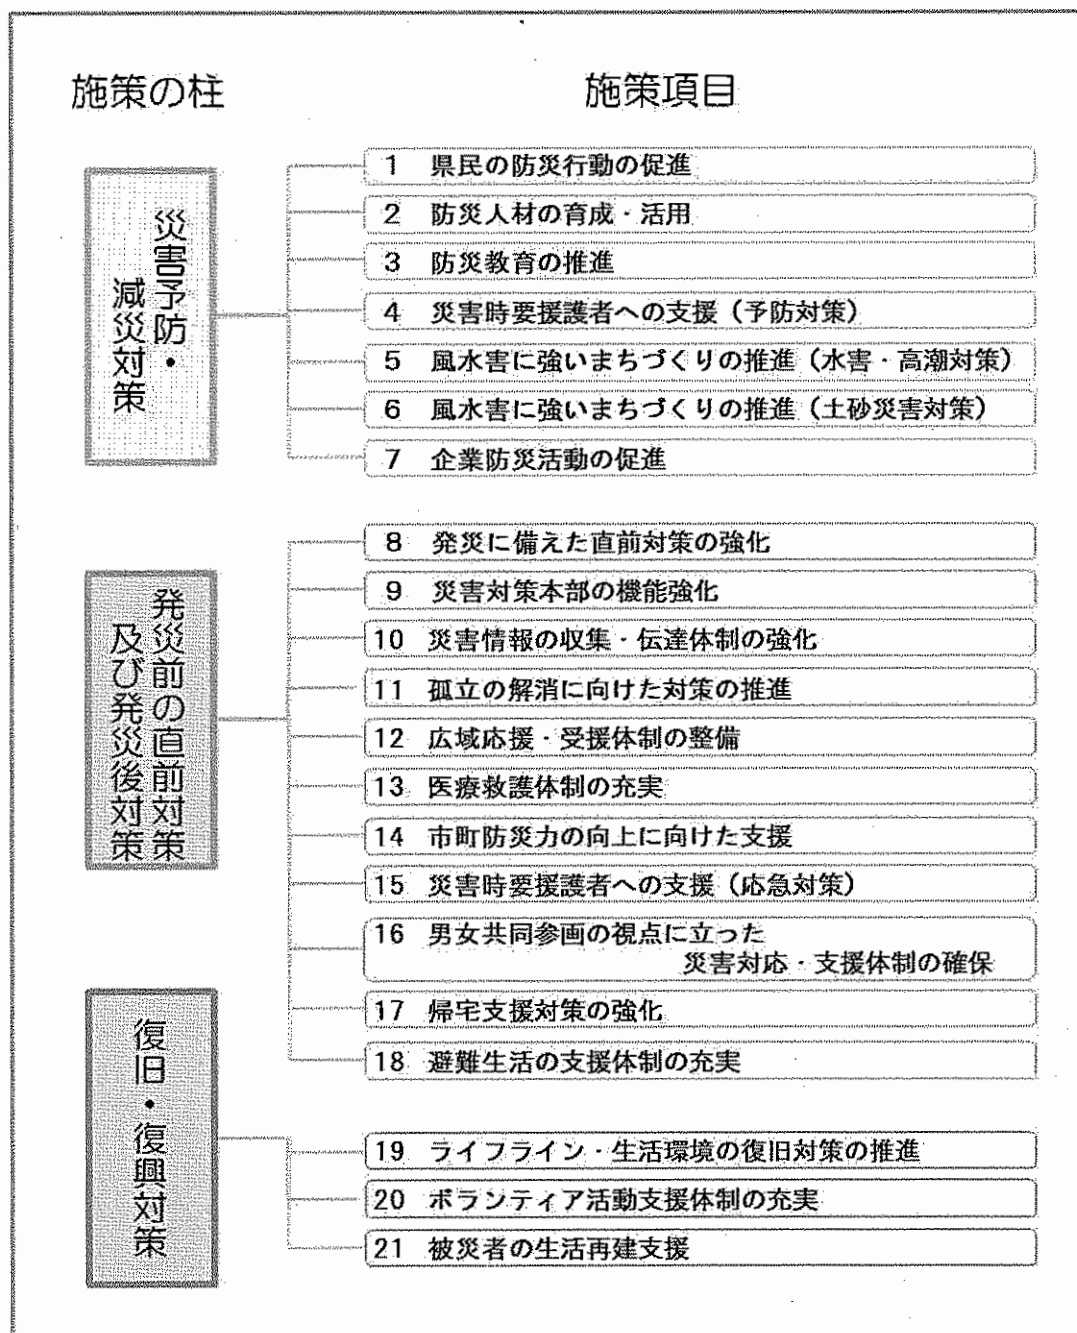 施策の柱
施策項目
災害予防・
減災対策
1 県民の防災行動の促進
2 防災人材の育成・活用
3 防災教育の推進
4 災害時要援護者への支援（予防対策）
5 風水害に強いまちづくりの推進（水害・高潮対策）
6 風水害に強いまちづくりの推進（土砂災害対策）
7 企業防災活動の促進
発災前の直前対策
及び発災後対策
8 発災に備えた直前対策の強化
9 災害対策本部の機能強化
10 災害情報の収集・伝達体制の強化
11 孤立の解消に向けた対策の推進
12 広域応援・受援体制の整備
13 医療救護体制の充実
14 市町防災力の向上に向けた支援
15 災害時要援護者への支援（応急対策）
16 男女共同参画の視点に立った
災害対応・支援体制の確保
17 帰宅支援対策の強化
18 避難生活の支援体制の充実
復旧・復興対策
19 ライフライン・生活環境の復旧対策の推進
20 ボランティア活動支援体制の充実
21 被災者の生活再建支援